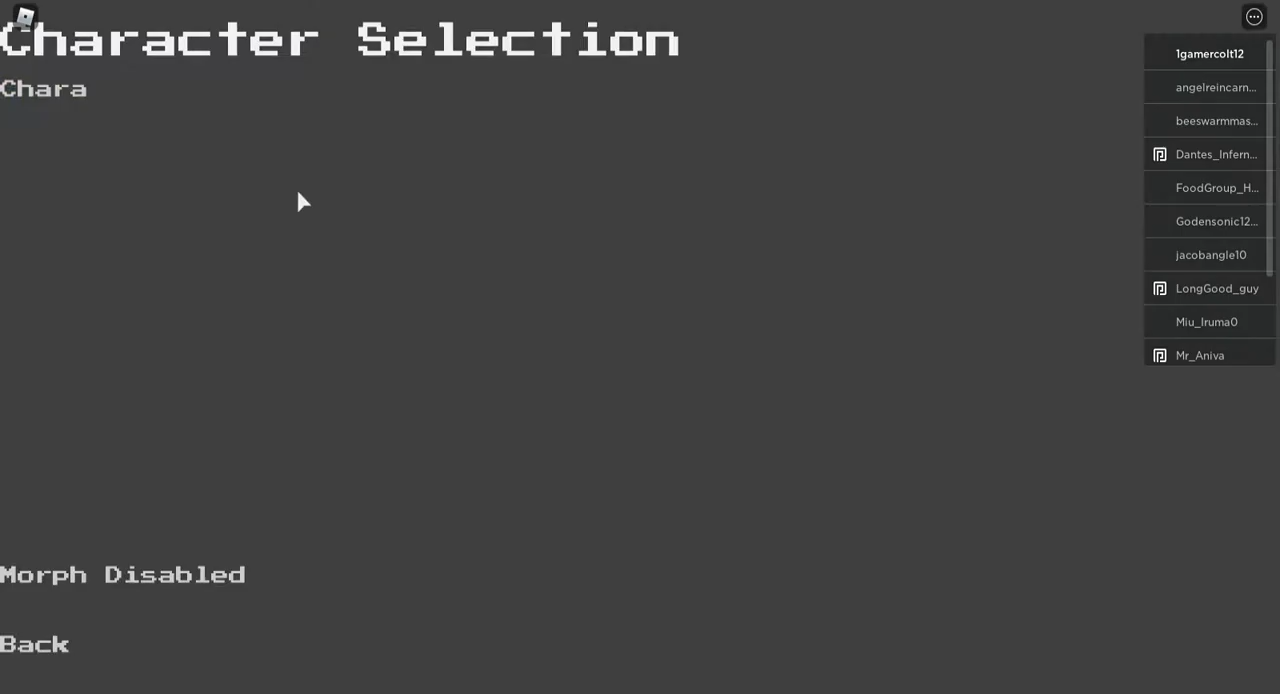 Character Selection
Chara
1gamercolt12
angelreincarn...
beeswarmmas...
Dantes_Infern...
FoodGroup_H...
Godensonic12...
jacobangle10
LongGood_guy
Miu_Iruma0
Mr_Aniva
Morph Disabled
Back